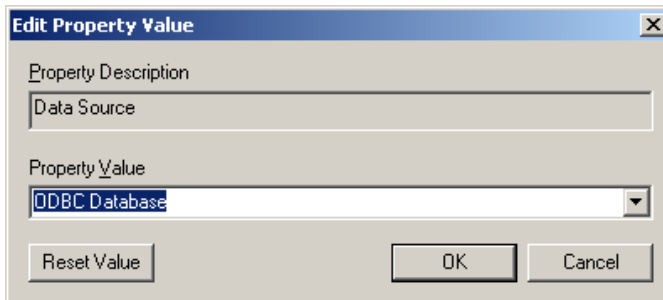 Edit Property Value
Property Description
Data Source
Property Value
ODBC Database
Reset Value
OK
Cancel